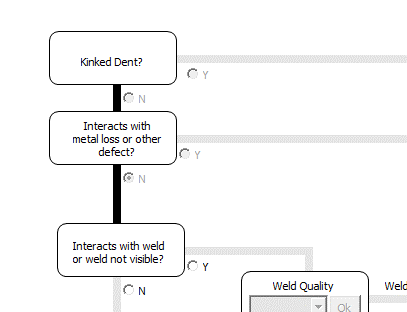 Kinked Dent?
Y
N
Interacts with
metal loss or other
defect?
Y
N
Interacts with weld
or weld not visible?
Y
N
Weld Quality
Ok
Weld